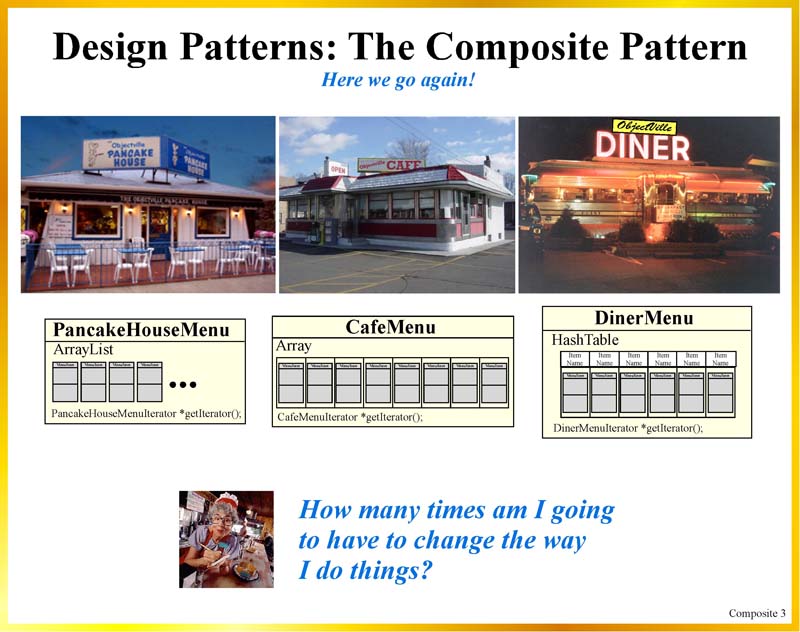 Design Patterns: The Composite Pattern
Here we go again!
Objectville
PANCAKE
HOUSE
PANCAKE
HOUSE
THE OBJECTVILLE PANCAKE HOUSE
OPEN
Objectville CAFE
ObjectVille
DINER
PancakeHouseMenu
ArrayList
MenuItem MenuItem MenuItem MenuItem
...
PancakeHouseMenuIterator *getIterator();
CafeMenu
Array
MenuItem MenuItem MenuItem MenuItem MenuItem MenuItem MenuItem MenuItem
CafeMenuIterator *getIterator();
DinerMenu
HashTable
Item Item Item Item Item Item
Name Name Name Name Name Name
MenuItem MenuItem MenuItem MenuItem MenuItem MenuItem
DinerMenuIterator *getIterator();
How many times am I going
to have to change the way
I do things?
Composite 3